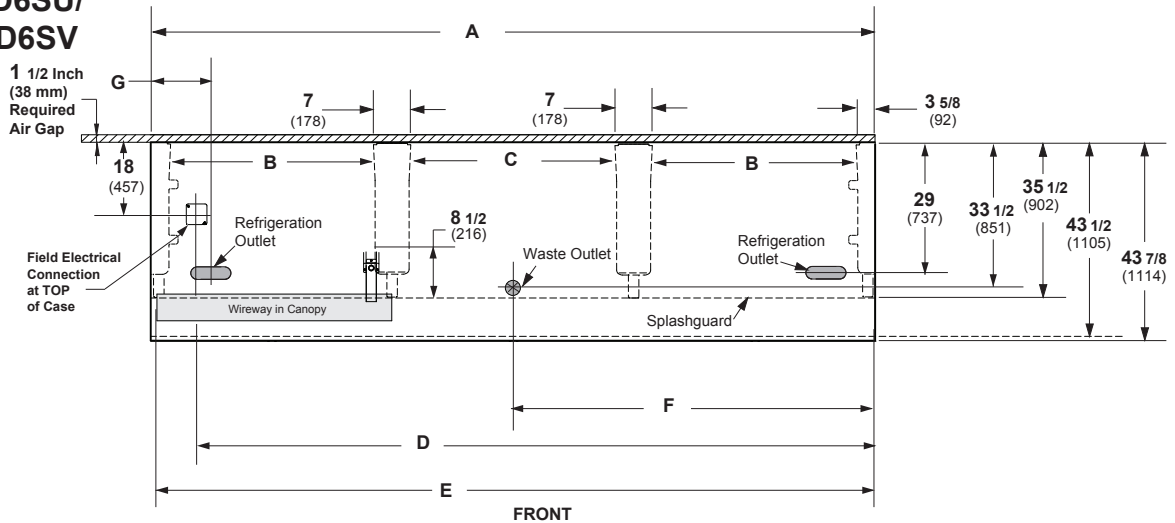 D6SU/
D6SV
1 1/2 Inch
(38 mm)
Required
Air Gap
G
A
7
(178)
7
(178)
3 5/8
(92)
18
(457)
B
C
B
8 1/2
(216)
29
(737)
33 1/2
(851)
35 1/2
(902)
43 1/2
(1105)
43 7/8
(1114)
Refrigeration
Outlet
Waste Outlet
Refrigeration
Outlet
Field Electrical
Connection
at TOP
of Case
Wireway in Canopy
Splashguard
F
D
E
FRONT